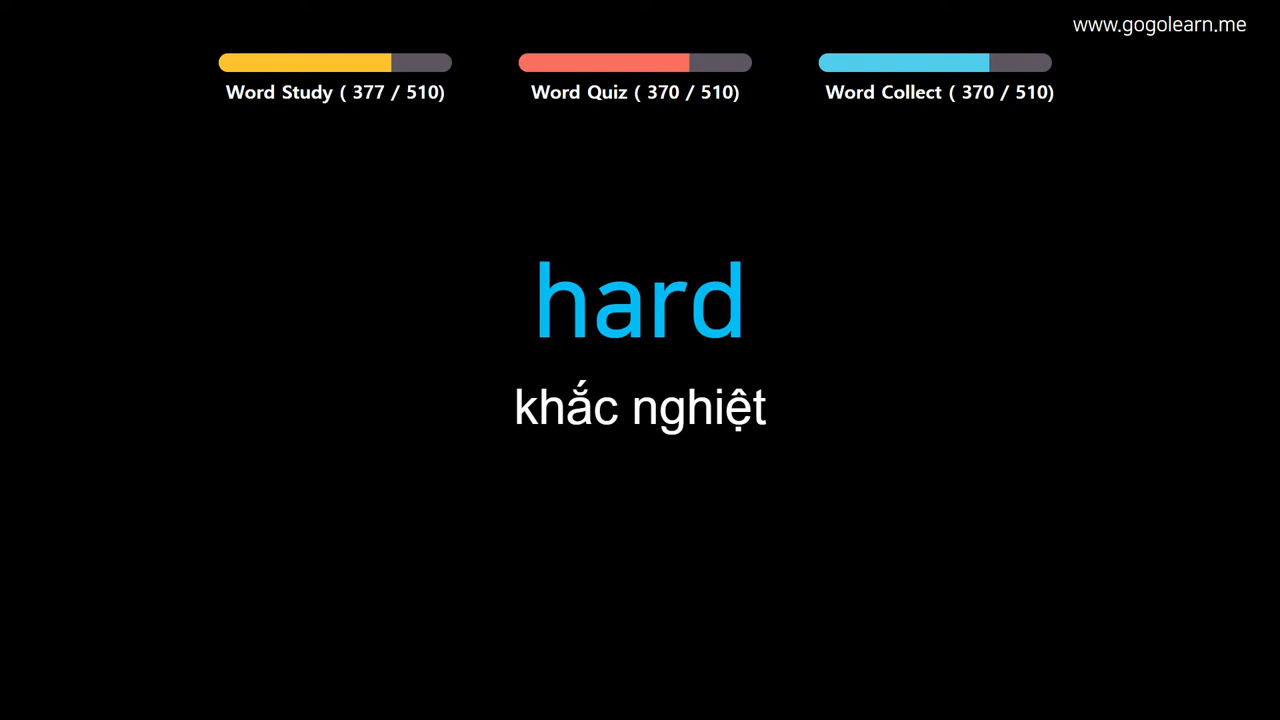 www.gogolearn.me
Word Study ( 377 / 510)
Word Quiz ( 370 / 510)
Word Collect ( 370 / 510)
hard
khắc nghiệt